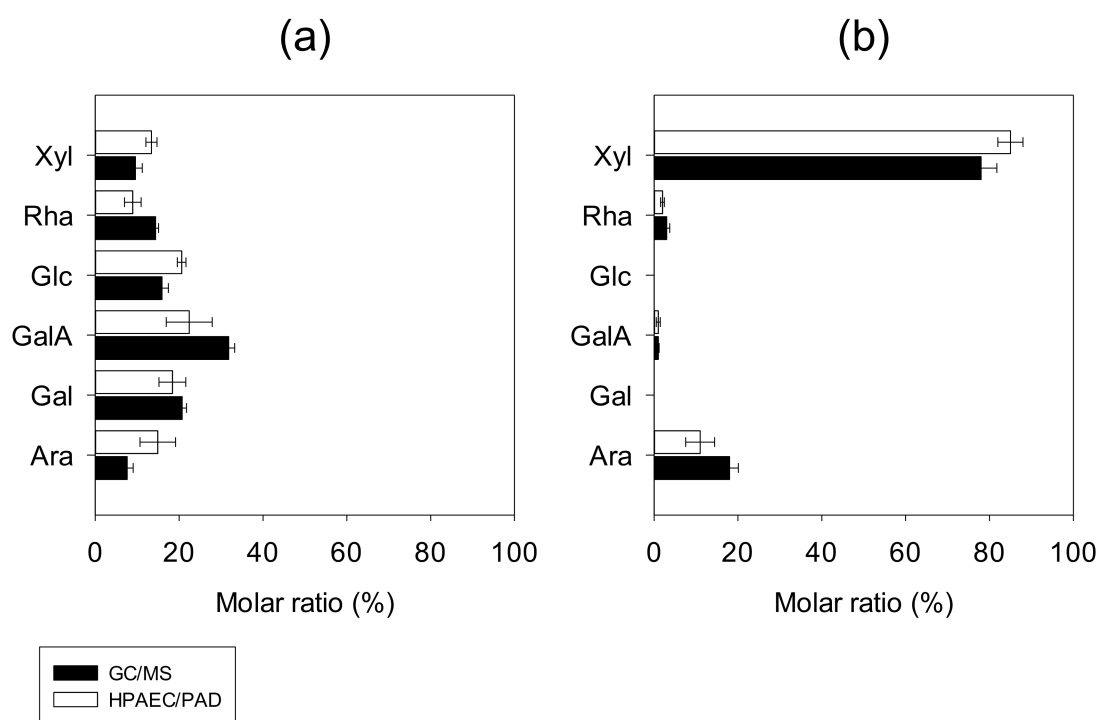 (a)
(b)
Xyl
Rha
Glc
GalA
Gal
Ara
0 20 40 60 80 100
Molar ratio (%)
Xyl
Rha
Glc
GalA
Gal
Ara
0 20 40 60 80 100
Molar ratio (%)
GC/MS
HPAEC/PAD